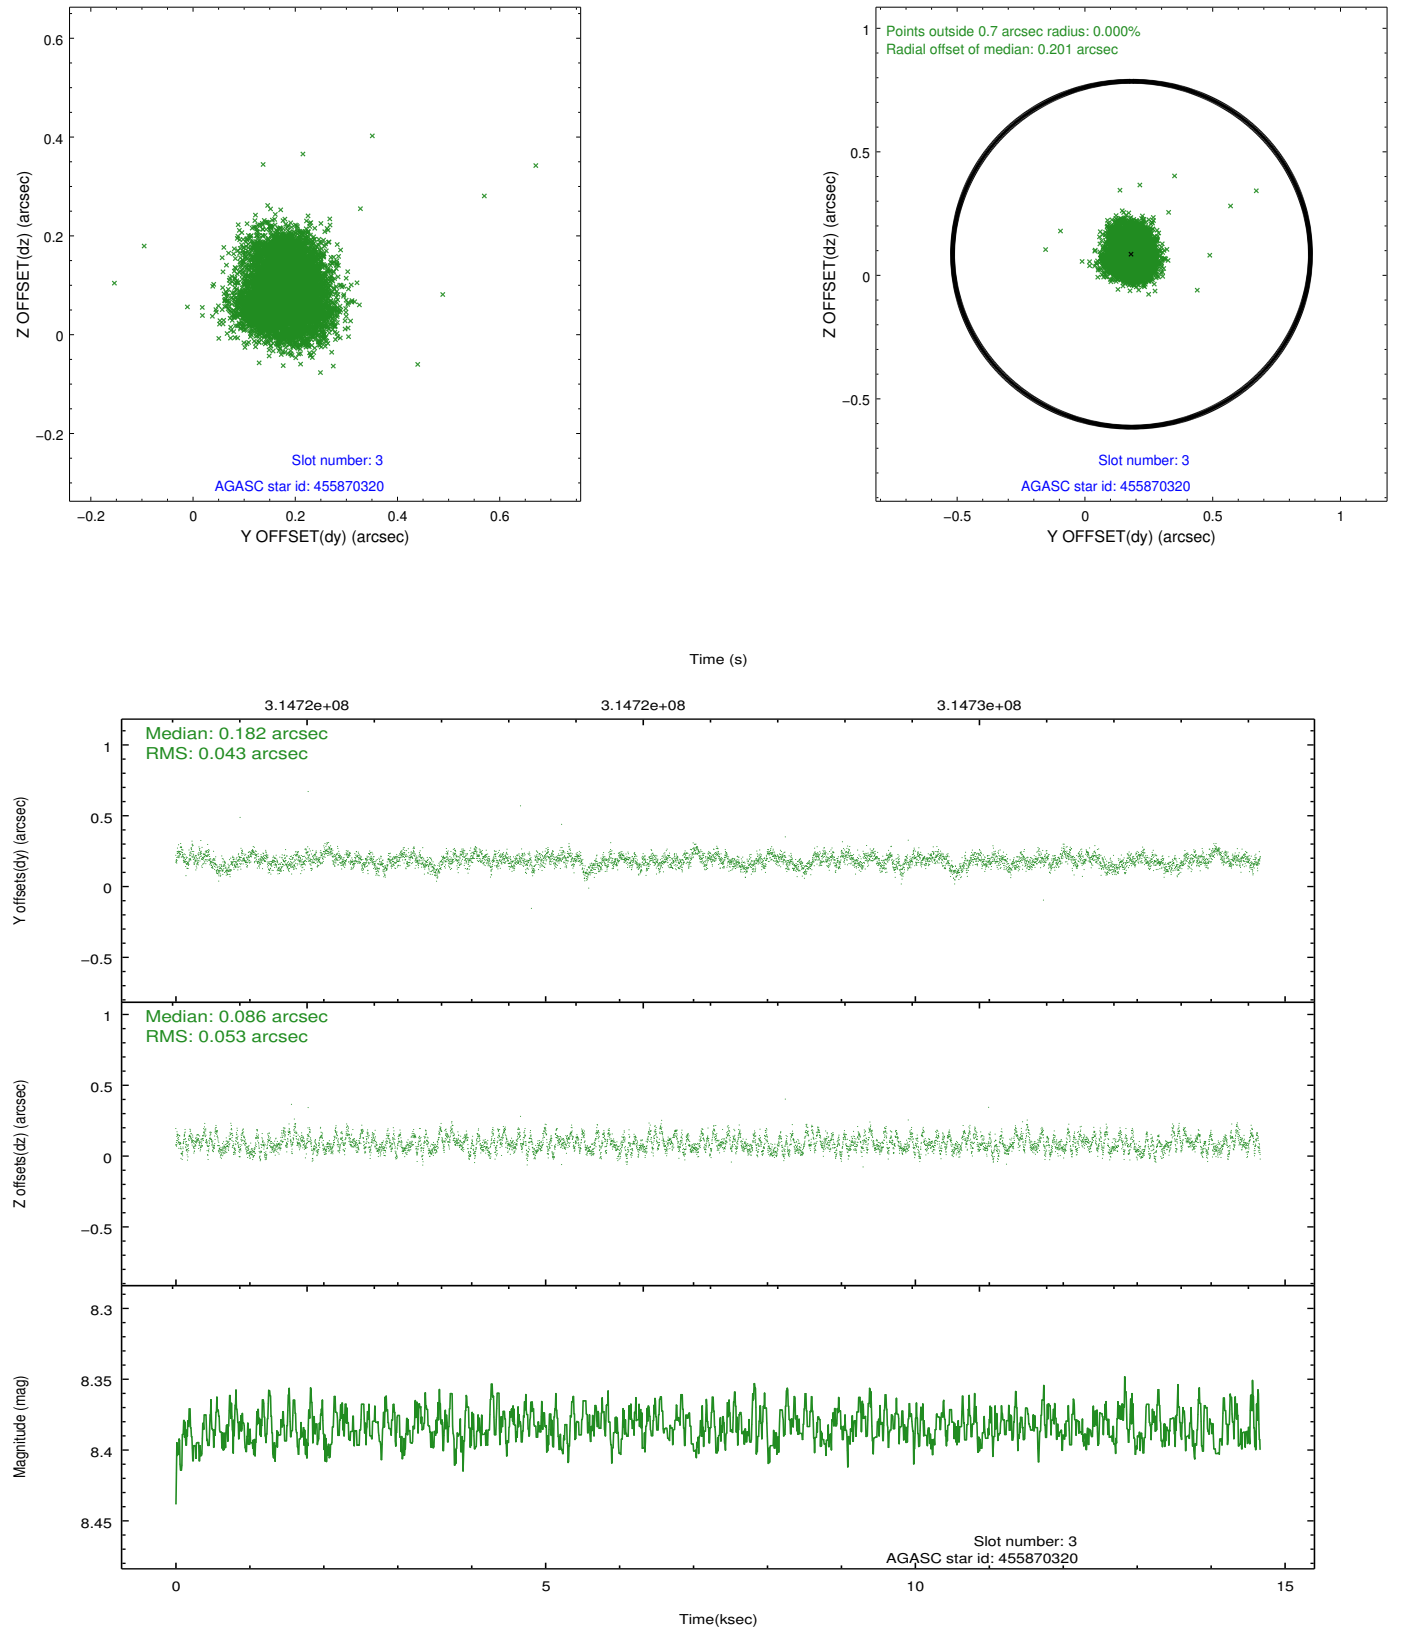 0.6
0.4
0.2
0
−0.2
Z OFFSET(dz) (arcsec)
Slot number: 3
AGASC star id: 455870320
−0.2 0 0.2 0.4 0.6
Y OFFSET(dy) (arcsec)
Points outside 0.7 arcsec radius: 0.000%
Radial offset of median: 0.201 arcsec
1
0.5
0
−0.5
Z OFFSET(dz) (arcsec)
Slot number: 3
AGASC star id: 455870320
−0.5 0 0.5 1
Y OFFSET(dy) (arcsec)
Time (s)
3.1472e+08 3.1472e+08 3.1473e+08
Median: 0.182 arcsec
RMS: 0.043 arcsec
1
0.5
0
−0.5
Y offsets(dy) (arcsec)
Median: 0.086 arcsec
RMS: 0.053 arcsec
1
0.5
0
−0.5
Z offsets(dz) (arcsec)
8.3
8.35
8.4
8.45
Magnitude (mag)
Slot number: 3
AGASC star id: 455870320
0 5 10 15
Time(ksec)